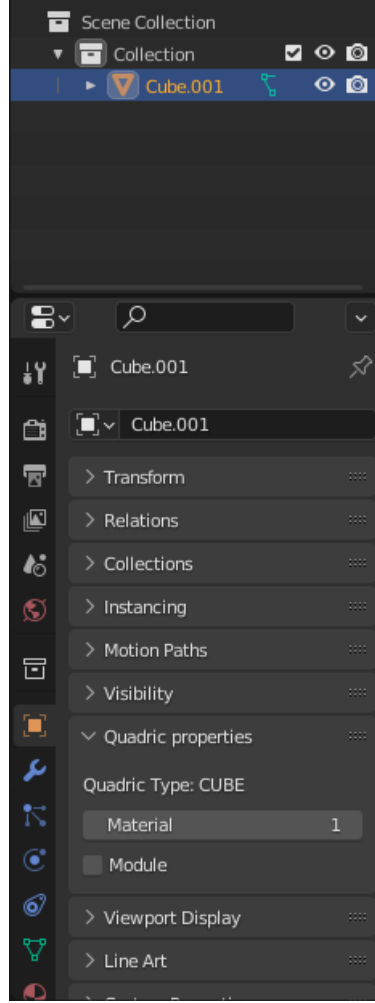 Scene Collection
Collection
Cube.001
Cube.001
Cube.001
Transform
Relations
Collections
Instancing
Motion Paths
Visibility
Quadric properties
Quadric Type: CUBE
Material 1
Module
Viewport Display
Line Art